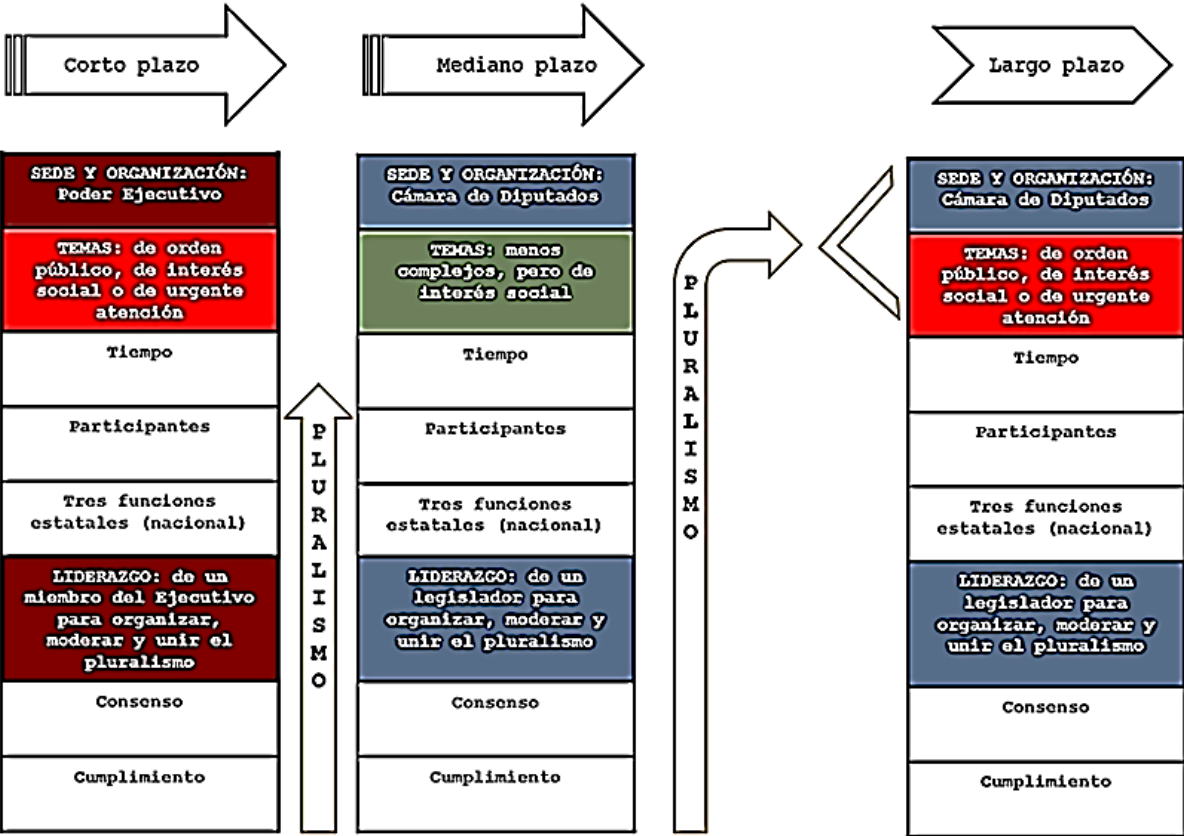 Corto plazo
Mediano plazo
Largo plazo
SEDE Y ORGANIZACIÓN:
Poder Ejecutivo
TEMAS: de orden
público, de interés
social o de urgente
atención
Tiempo
Participantes
Tres funciones
estatales (nacional)
LIDERAZGO: de un
miembro del Ejecutivo
para organizar,
moderar y unir el
pluralismo
Consenso
Cumplimiento
PLURALISMO
SEDE Y ORGANIZACIÓN:
Cámara de Diputados
TEMAS: menos
complejos, pero de
interés social
Tiempo
Participantes
Tres funciones
estatales (nacional)
LIDERAZGO: de un
legislador para
organizar, moderar y
unir el pluralismo
Consenso
Cumplimiento
PLURALISMO
SEDE Y ORGANIZACIÓN:
Cámara de Diputados
TEMAS: de orden
público, de interés
social o de urgente
atención
Tiempo
Participantes
Tres funciones
estatales (nacional)
LIDERAZGO: de un
legislador para
organizar, moderar y
unir el pluralismo
Consenso
Cumplimiento